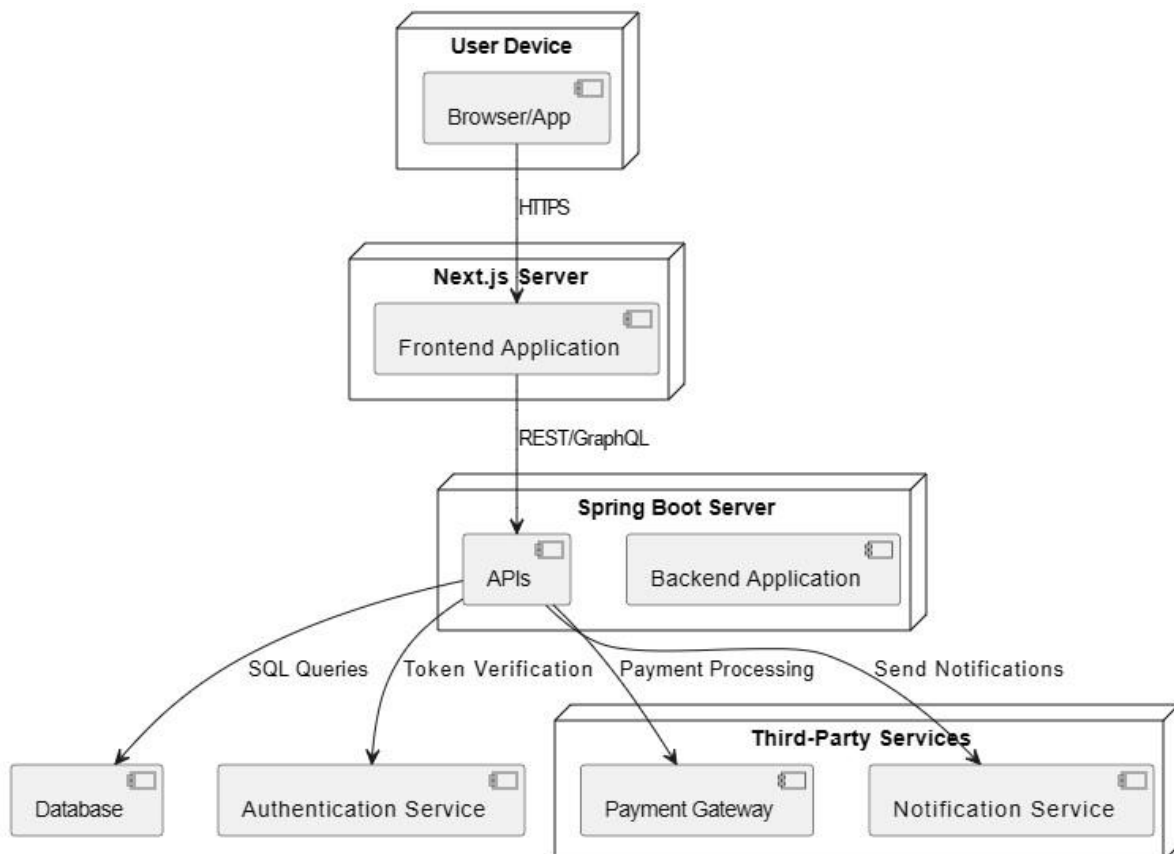 User Device
Browser/App
HTTPS
Next.js Server
Frontend Application
REST/GraphQL
Spring Boot Server
APIs
Backend Application
SQL Queries
Token Verification
Payment Processing
Send Notifications
Third-Party Services
Database
Authentication Service
Payment Gateway
Notification Service